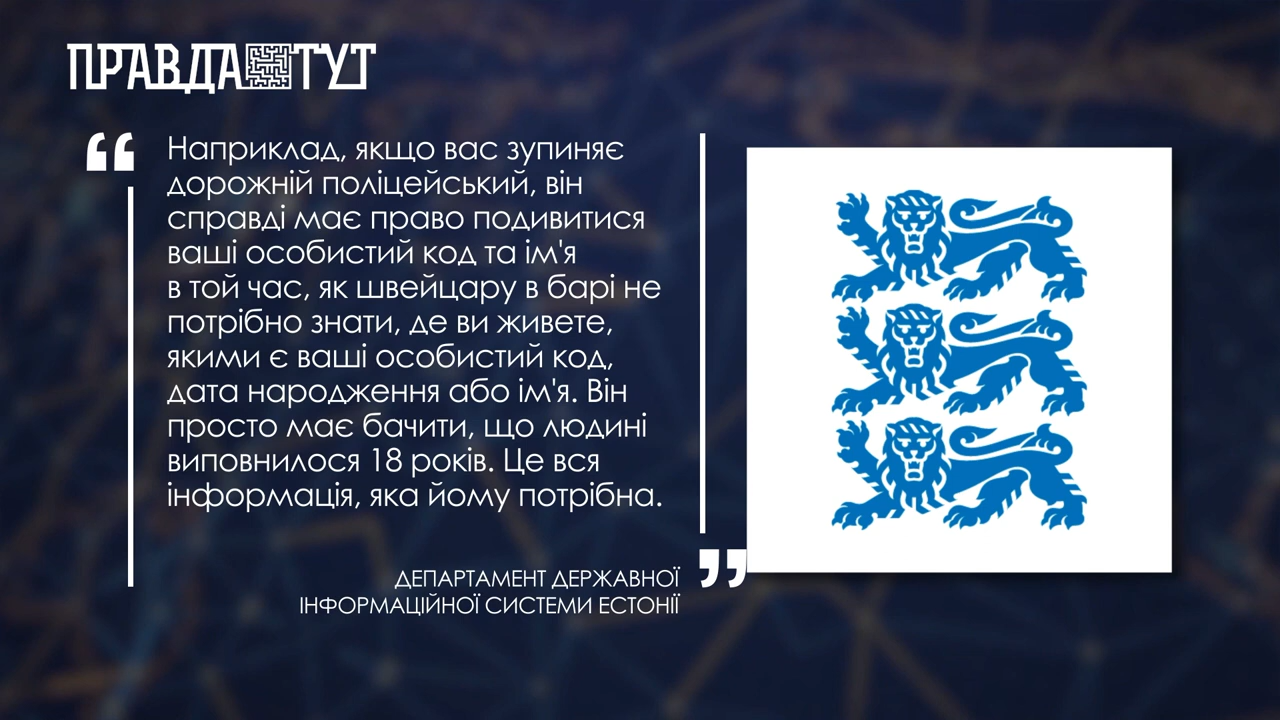 ПРАВДА ТУТ
“
Наприклад, якщо вас зупиняє
дорожній поліцейський, він
справді має право подивитися
ваші особистий код та ім'я
в той час, як швейцару в барі не
потрібно знати, де ви живете,
якими є ваші особистий код,
дата народження або ім'я. Він
просто має бачити, що людині
виповнилося 18 років. Це вся
інформація, яка йому потрібна.
”
ДЕПАРТАМЕНТ ДЕРЖАВНОЇ
ІНФОРМАЦІЙНОЇ СИСТЕМИ ЕСТОНІЇ